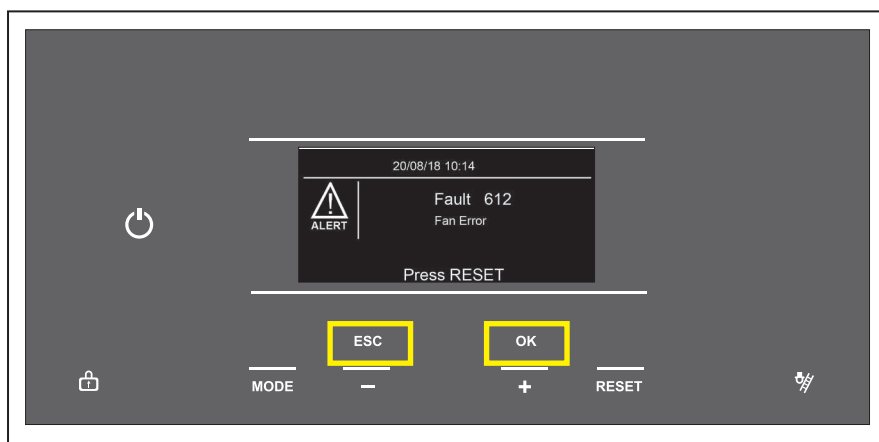 20/08/18 10:14
ALERT
Fault 612
Fan Error
Press RESET
ESC OK
MODE − + RESET